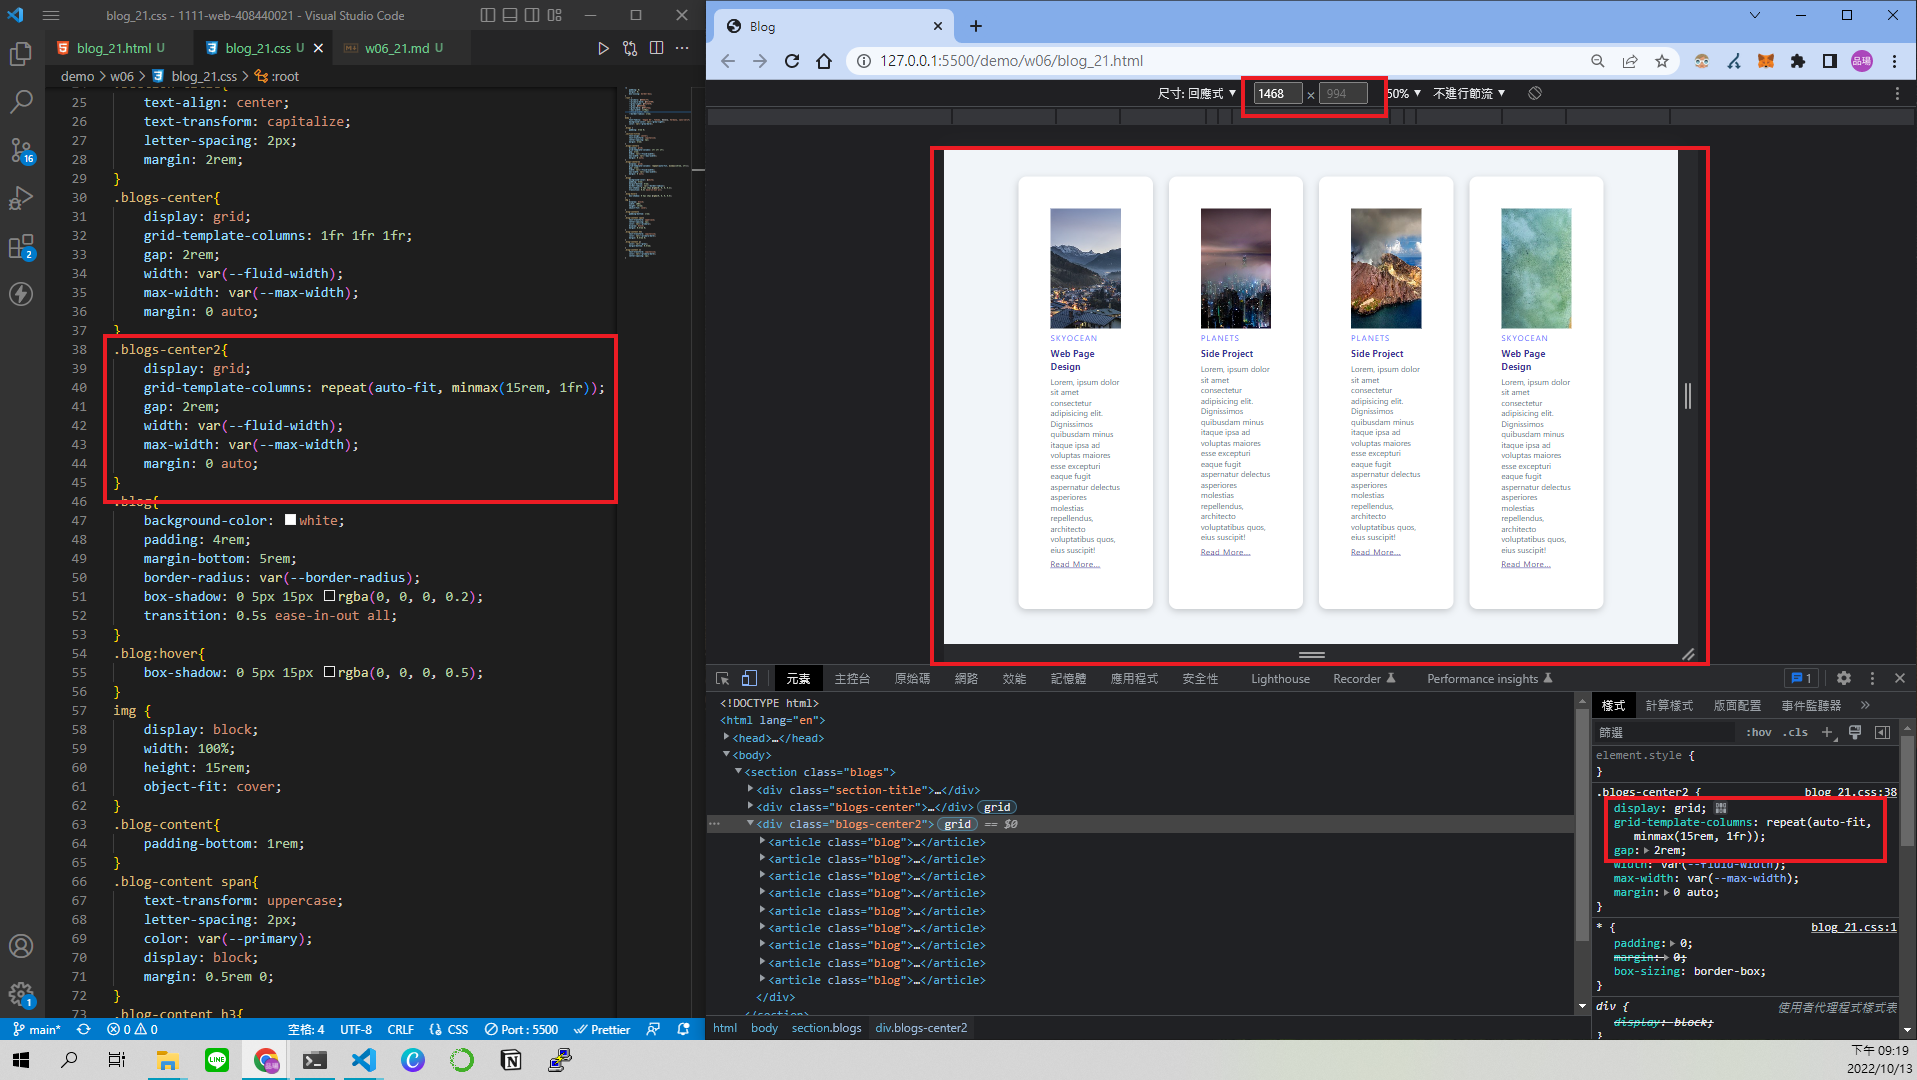 blog_21.css - 1111-web-408440021 - Visual Studio Code
blog_21.html U
blog_21.css U
w06_21.md U
demo > w06 > blog_21.css > :root
25 text-align: center;
26 text-transform: capitalize;
27 letter-spacing: 2px;
28 margin: 2rem;
29 }
30 .blogs-center{
31 display: grid;
32 grid-template-columns: 1fr 1fr 1fr;
33 gap: 2rem;
34 width: var(--fluid-width);
35 max-width: var(--max-width);
36 margin: 0 auto;
37 }
38 .blogs-center2{
39 display: grid;
40 grid-template-columns: repeat(auto-fit, minmax(15rem, 1fr));
41 gap: 2rem;
42 width: var(--fluid-width);
43 max-width: var(--max-width);
44 margin: 0 auto;
45 }
46 .blog{
47 background-color: white;
48 padding: 4rem;
49 margin-bottom: 5rem;
50 border-radius: var(--border-radius);
51 box-shadow: 0 5px 15px rgba(0, 0, 0, 0.2);
52 transition: 0.5s ease-in-out all;
53 }
54 .blog:hover{
55 box-shadow: 0 5px 15px rgba(0, 0, 0, 0.5);
56 }
57 img {
58 display: block;
59 width: 100%;
60 height: 15rem;
61 object-fit: cover;
62 }
63 .blog-content{
64 padding-bottom: 1rem;
65 }
66 .blog-content span{
67 text-transform: uppercase;
68 letter-spacing: 2px;
69 color: var(--primary);
70 display: block;
71 margin: 0.5rem 0;
72 }
73 .blog-content h3{
16
2
1
main*
0 0
空格: 4
UTF-8
CRLF
CSS
Port : 5500
Prettier
Blog
127.0.0.1:5500/demo/w06/blog_21.html
品瑒
尺寸: 回應式
1468 × 994
50%
不進行節流
SKYOCEAN
Web Page
Design
Lorem, ipsum dolor
sit amet
consectetur
adipisicing elit.
Dignissimos
quibusdam minus
itaque ipsa ad
voluptas maiores
esse excepturi
eaque fugit
aspernatur delectus
asperiores
molestias
repellendus,
architecto
voluptatibus quos,
eius suscipit!
Read More...
PLANETS
Side Project
Lorem, ipsum dolor
sit amet
consectetur
adipisicing elit.
Dignissimos
quibusdam minus
itaque ipsa ad
voluptas maiores
esse excepturi
eaque fugit
aspernatur delectus
asperiores
molestias
repellendus,
architecto
voluptatibus quos,
eius suscipit!
Read More...
PLANETS
Side Project
Lorem, ipsum dolor
sit amet
consectetur
adipisicing elit.
Dignissimos
quibusdam minus
itaque ipsa ad
voluptas maiores
esse excepturi
eaque fugit
aspernatur delectus
asperiores
molestias
repellendus,
architecto
voluptatibus quos,
eius suscipit!
Read More...
SKYOCEAN
Web Page
Design
Lorem, ipsum dolor
sit amet
consectetur
adipisicing elit.
Dignissimos
quibusdam minus
itaque ipsa ad
voluptas maiores
esse excepturi
eaque fugit
aspernatur delectus
asperiores
molestias
repellendus,
architecto
voluptatibus quos,
eius suscipit!
Read More...
元素 主控台 原始碼 網路 效能 記憶體 應用程式 安全性 Lighthouse Recorder Performance insights
1
<!DOCTYPE html>
<html lang="en">
<head>…</head>
<body>
<section class="blogs">
<div class="section-title">…</div>
<div class="blogs-center">…</div> grid
<div class="blogs-center2"> grid == $0
<article class="blog">…</article>
<article class="blog">…</article>
<article class="blog">…</article>
<article class="blog">…</article>
<article class="blog">…</article>
<article class="blog">…</article>
<article class="blog">…</article>
<article class="blog">…</article>
<article class="blog">…</article>
</div>
</section>
html body section.blogs div.blogs-center2
樣式 計算樣式 版面配置 事件監聽器
篩選 :hov .cls
element.style {
}
.blogs-center2 { blog_21.css:38
display: grid;
grid-template-columns: repeat(auto-fit,
minmax(15rem, 1fr));
gap: 2rem;
width: var(--fluid-width);
max-width: var(--max-width);
margin: 0 auto;
}
* { blog_21.css:1
padding: 0;
margin: 0;
box-sizing: border-box;
}
div { 使用者代理程式樣式表
display: block;
}
下午 09:19
2022/10/13